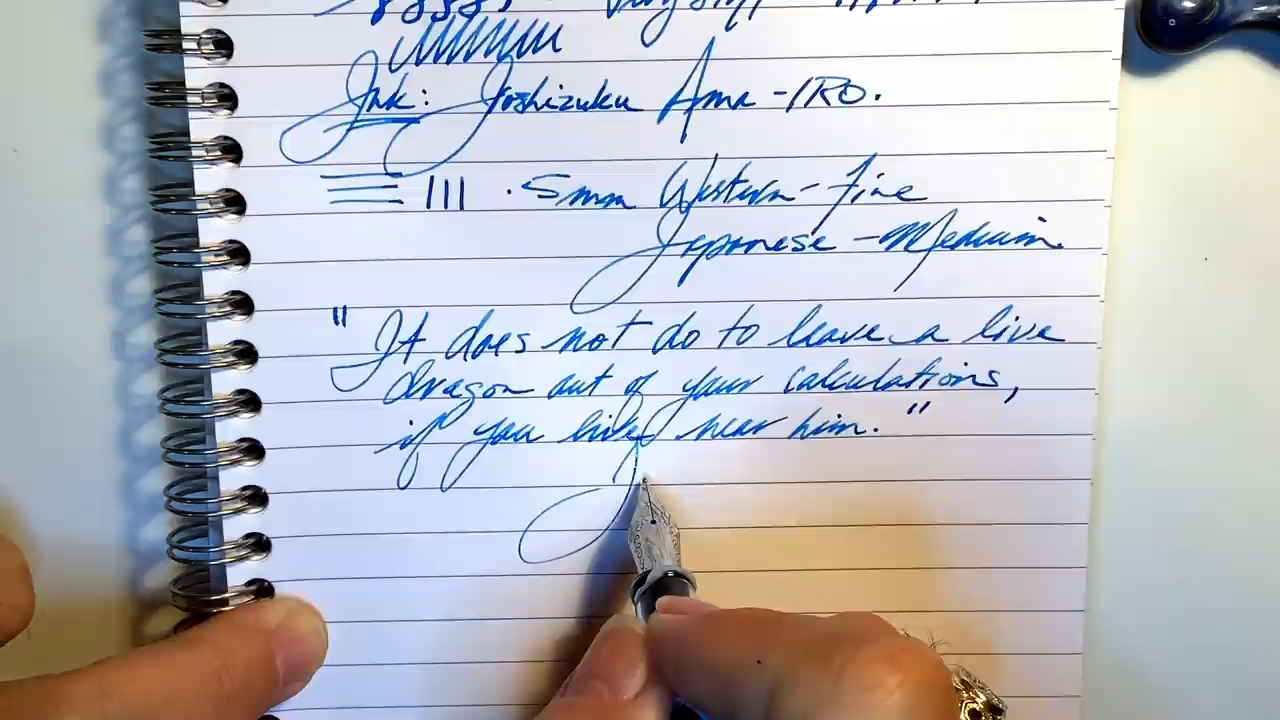 Ink: Yoshizuku Ama-IRO.
.5mm Western-Fine
Japanese-Medium.
"It does not do to leave a live
dragon out of your calculations,
if you live near him."
J